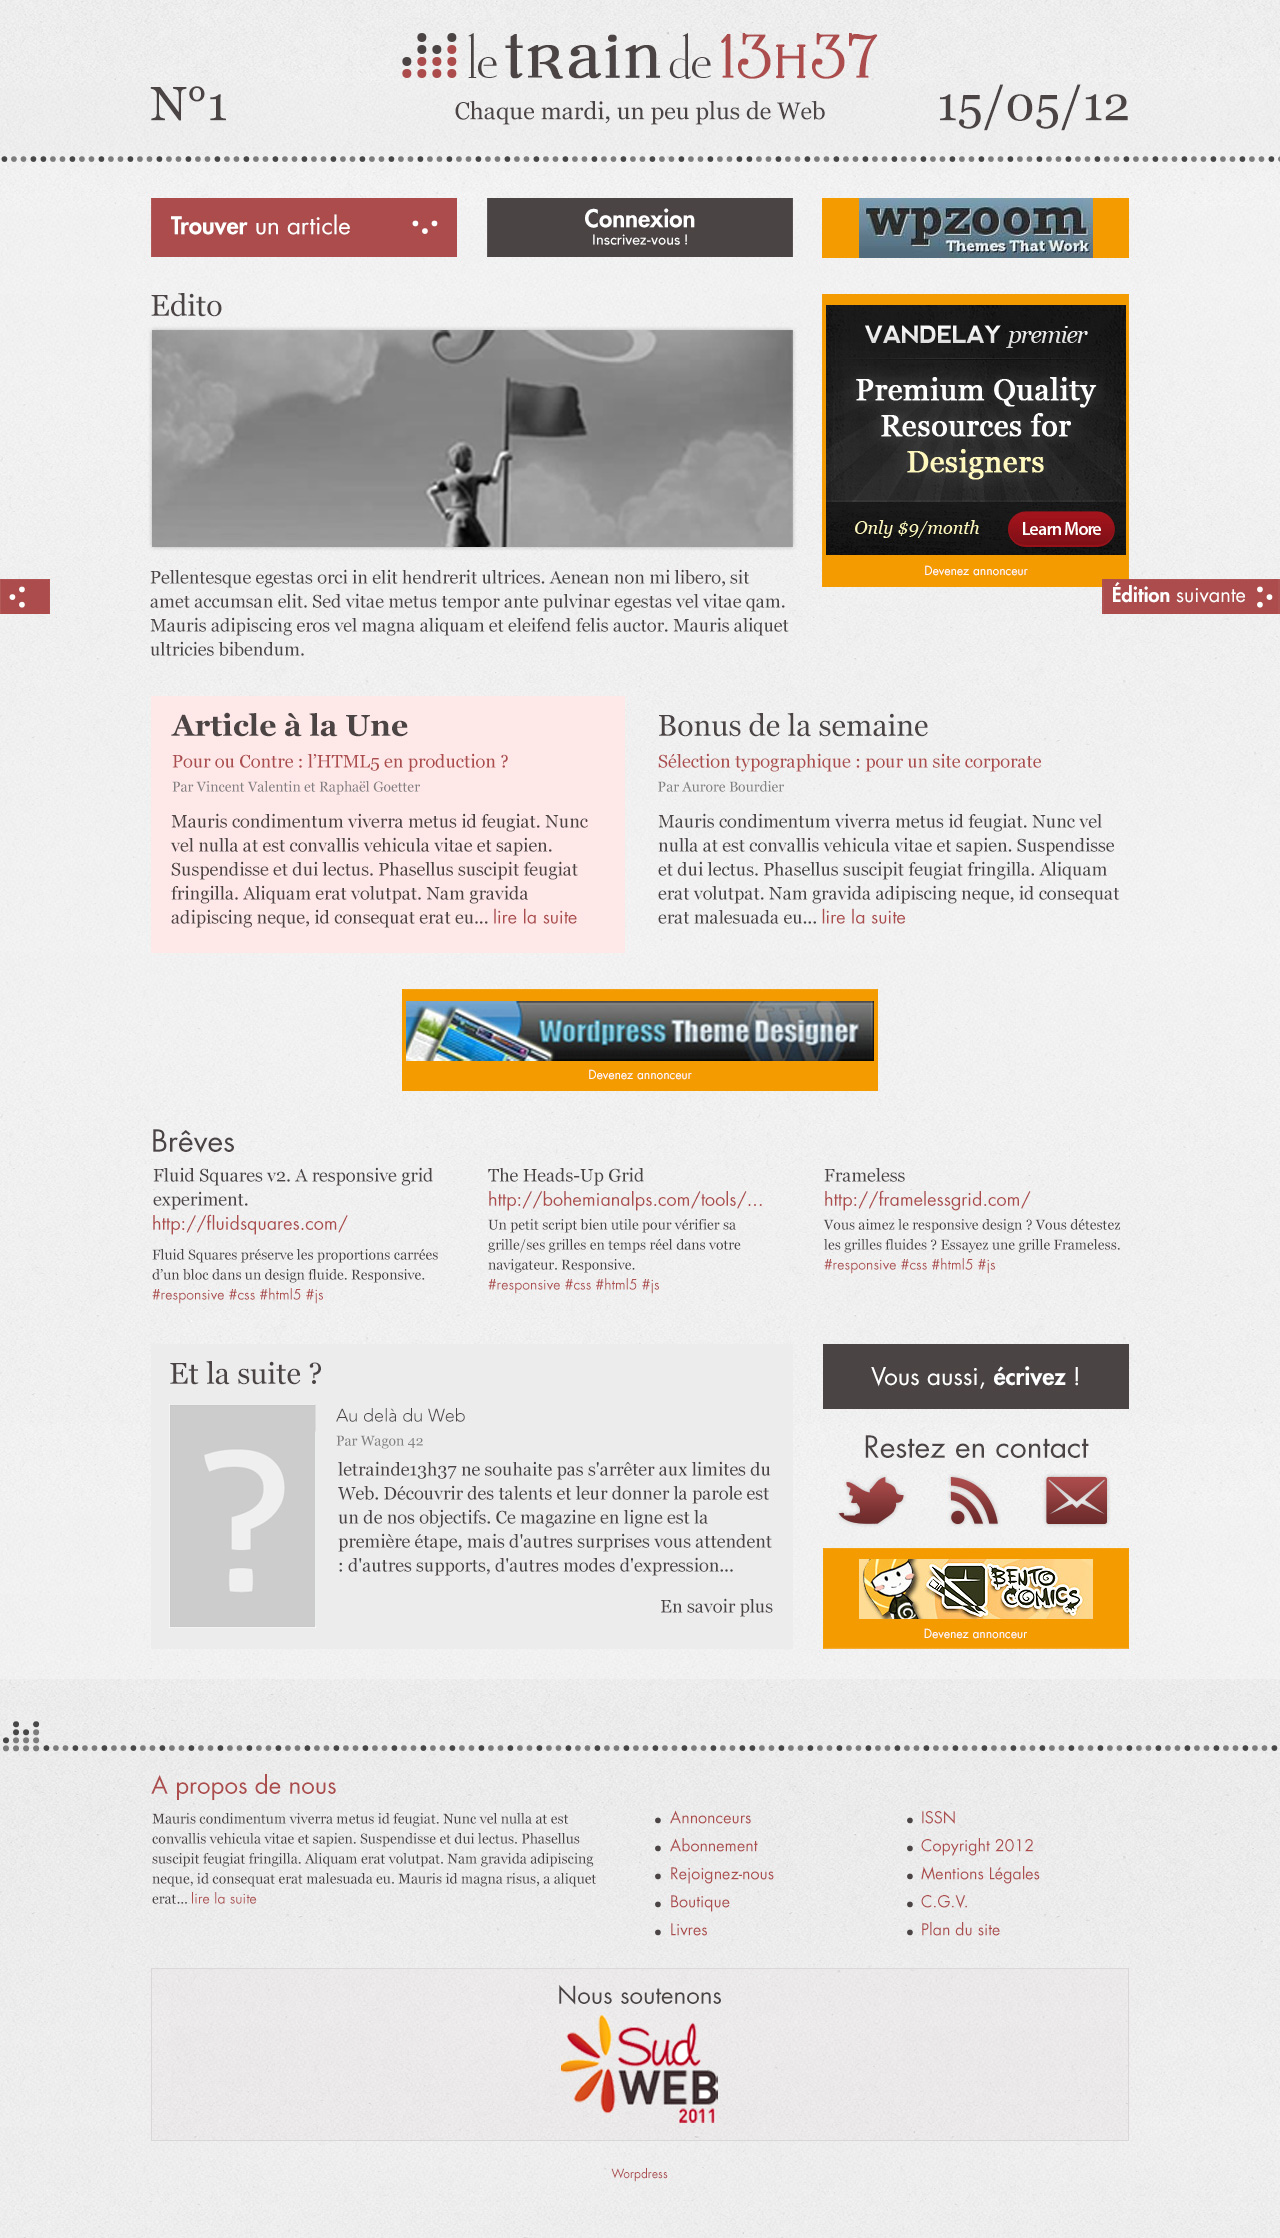 le train de 13H37
N°1
Chaque mardi, un peu plus de Web
15/05/12
Trouver un article
Connexion
Inscrivez-vous !
wpzoom
Themes That Work
Edito
VANDELAY premier
Premium Quality
Resources for
Designers
Only $9/month
Learn More
Devenez annonceur
Édition suivante
Pellentesque egestas orci in elit hendrerit ultrices. Aenean non mi libero, sit
amet accumsan elit. Sed vitae metus tempor ante pulvinar egestas vel vitae qam.
Mauris adipiscing eros vel magna aliquam et eleifend felis auctor. Mauris aliquet
ultricies bibendum.
Article à la Une
Pour ou Contre : l’HTML5 en production ?
Par Vincent Valentin et Raphaël Goetter
Mauris condimentum viverra metus id feugiat. Nunc
vel nulla at est convallis vehicula vitae et sapien.
Suspendisse et dui lectus. Phasellus suscipit feugiat
fringilla. Aliquam erat volutpat. Nam gravida
adipiscing neque, id consequat erat eu... lire la suite
Bonus de la semaine
Sélection typographique : pour un site corporate
Par Aurore Bourdier
Mauris condimentum viverra metus id feugiat. Nunc vel
nulla at est convallis vehicula vitae et sapien. Suspendisse
et dui lectus. Phasellus suscipit feugiat fringilla. Aliquam
erat volutpat. Nam gravida adipiscing neque, id consequat
erat malesuada eu... lire la suite
Wordpress Theme Designer
Devenez annonceur
Brêves
Fluid Squares v2. A responsive grid
experiment.
http://fluidsquares.com/
Fluid Squares préserve les proportions carrées
d’un bloc dans un design fluide. Responsive.
#responsive #css #html5 #js
The Heads-Up Grid
http://bohemianalps.com/tools/...
Un petit script bien utile pour vérifier sa
grille/ses grilles en temps réel dans votre
navigateur. Responsive.
#responsive #css #html5 #js
Frameless
http://framelessgrid.com/
Vous aimez le responsive design ? Vous détestez
les grilles fluides ? Essayez une grille Frameless.
#responsive #css #html5 #js
Et la suite ?
?
Au delà du Web
Par Wagon 42
letrainde13h37 ne souhaite pas s'arrêter aux limites du
Web. Découvrir des talents et leur donner la parole est
un de nos objectifs. Ce magazine en ligne est la
première étape, mais d'autres surprises vous attendent
: d'autres supports, d'autres modes d'expression...
En savoir plus
Vous aussi, écrivez !
Restez en contact
BENTO
COMICS
Devenez annonceur
A propos de nous
Mauris condimentum viverra metus id feugiat. Nunc vel nulla at est
convallis vehicula vitae et sapien. Suspendisse et dui lectus. Phasellus
suscipit feugiat fringilla. Aliquam erat volutpat. Nam gravida adipiscing
neque, id consequat erat malesuada eu. Mauris id magna risus, a aliquet
erat... lire la suite
Annonceurs
Abonnement
Rejoignez-nous
Boutique
Livres
ISSN
Copyright 2012
Mentions Légales
C.G.V.
Plan du site
Nous soutenons
Sud
WEB
2011
Worpdress